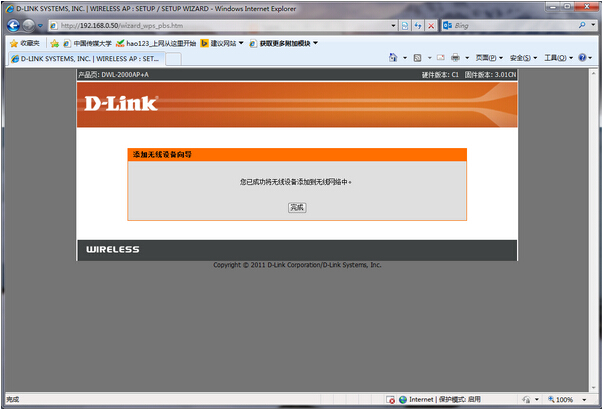 D-LINK SYSTEMS, INC. | WIRELESS AP : SETUP / SETUP WIZARD - Windows Internet Explorer
http://192.168.0.50/wizard_wps_pbs.htm
Bing
收藏夹 中国传媒大学 hao123_上网从这里开始 建议网站 获取更多附加模块
D-LINK SYSTEMS, INC. | WIRELESS AP : SET...
页面(P) 安全(S) 工具(O)
产品页: DWL-2000AP+A 硬件版本: C1 固件版本: 3.01CN
D-Link
添加无线设备向导
您已成功将无线设备添加到无线网络中。
完成
WIRELESS
Copyright © 2011 D-Link Corporation/D-Link Systems, Inc.
完成 Internet | 保护模式: 启用 100%